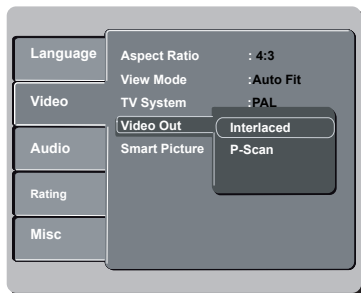 Language
Video
Audio
Rating
Misc
Aspect Ratio : 4:3
View Mode :Auto Fit
TV System :PAL
Video Out
Smart Picture
Interlaced
P-Scan